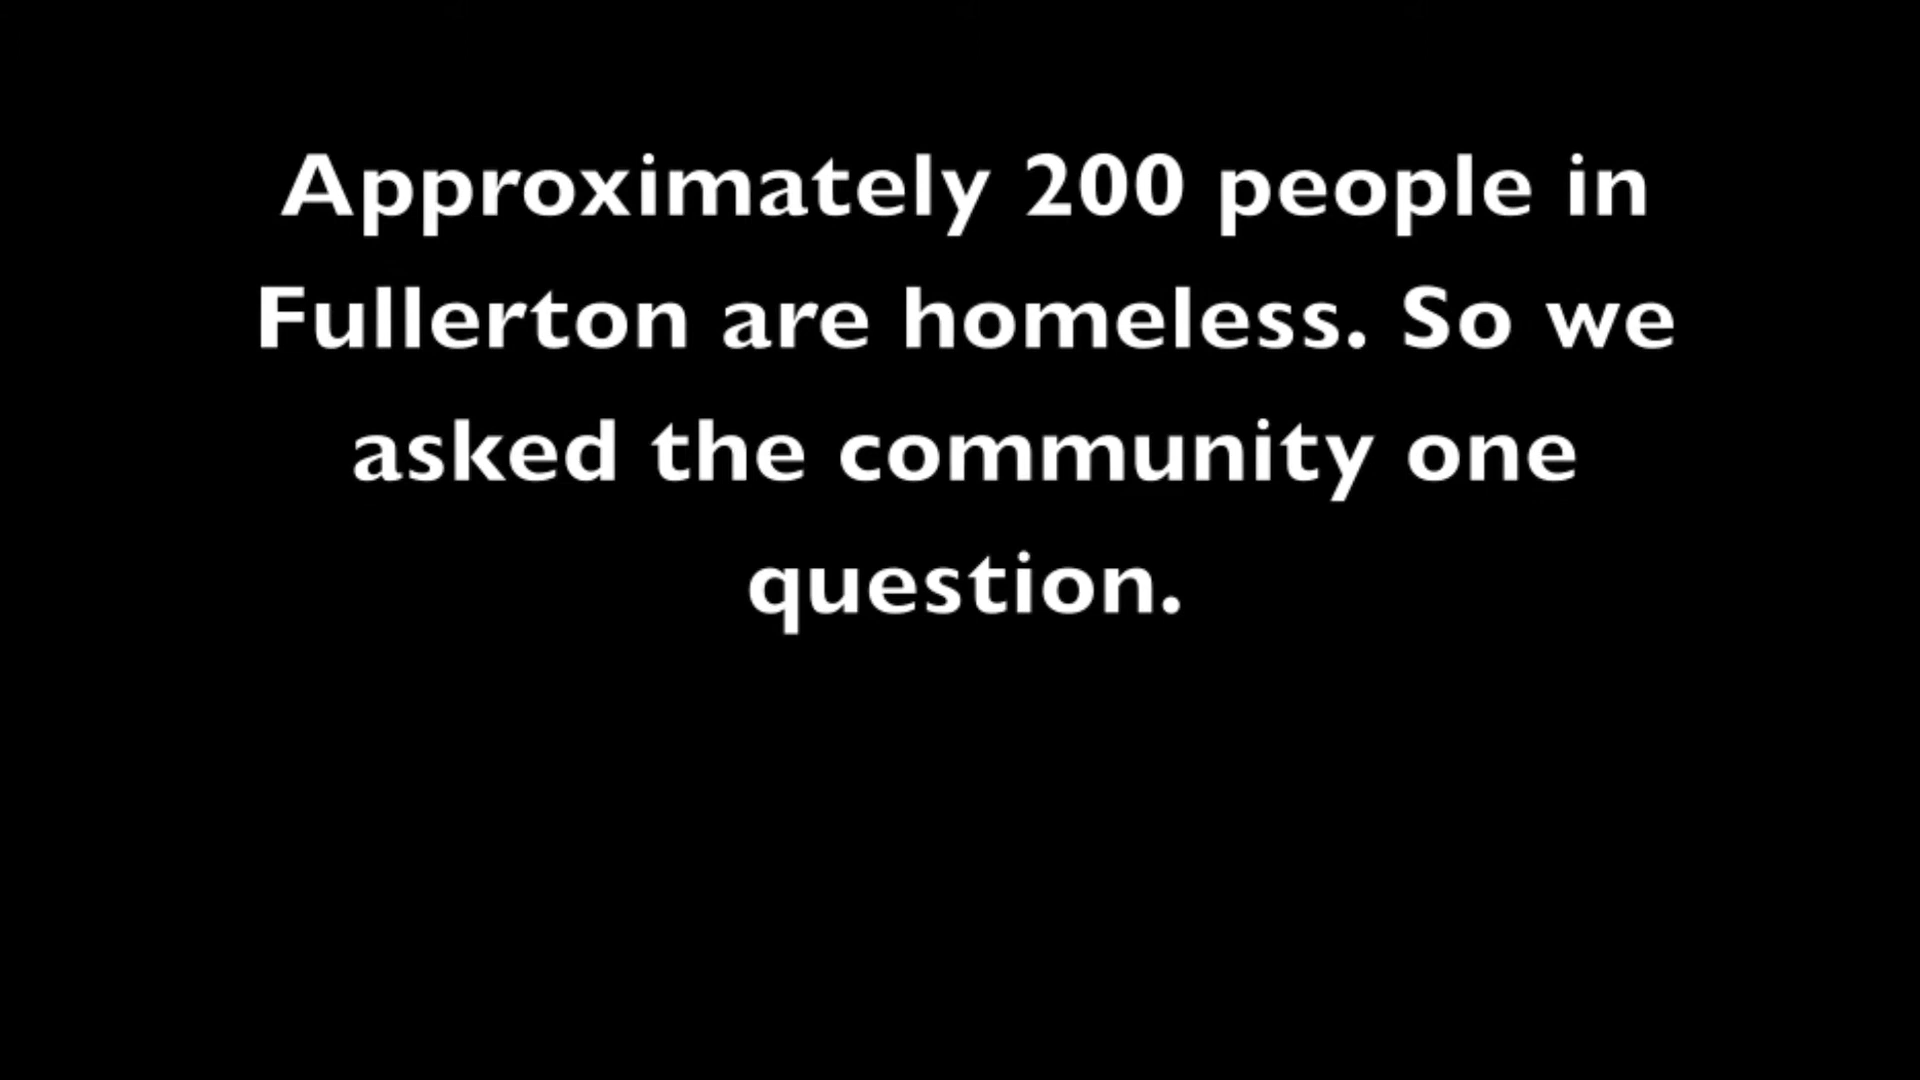 Approximately 200 people in
Fullerton are homeless. So we
asked the community one
question.